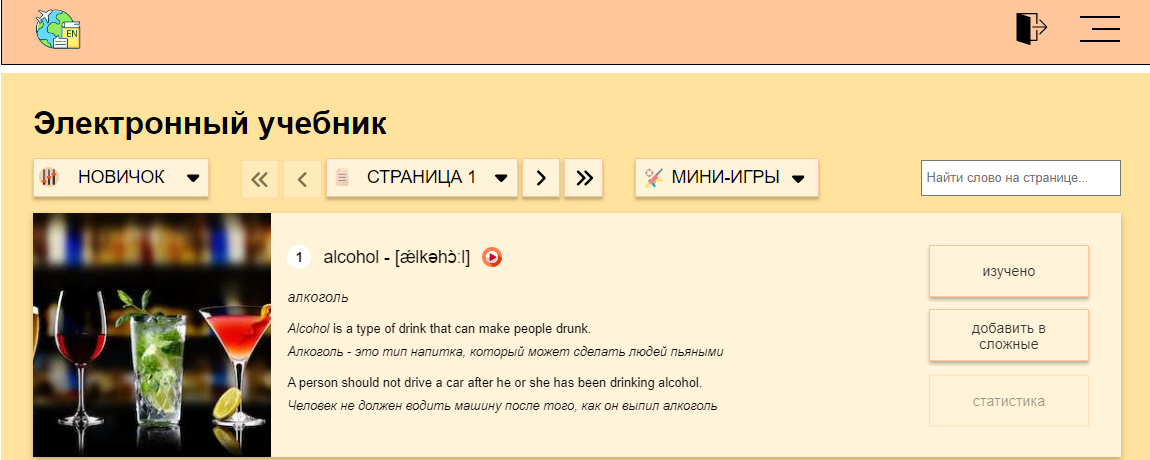 EN
Электронный учебник
НОВИЧОК
СТРАНИЦА 1
МИНИ-ИГРЫ
Найти слово на странице...
1 alcohol - [ǽlkəhɔ̀ːl]
алкоголь
Alcohol is a type of drink that can make people drunk.
Алкоголь - это тип напитка, который может сделать людей пьяными
A person should not drive a car after he or she has been drinking alcohol.
Человек не должен водить машину после того, как он выпил алкоголь
изучено
добавить в
сложные
статистика